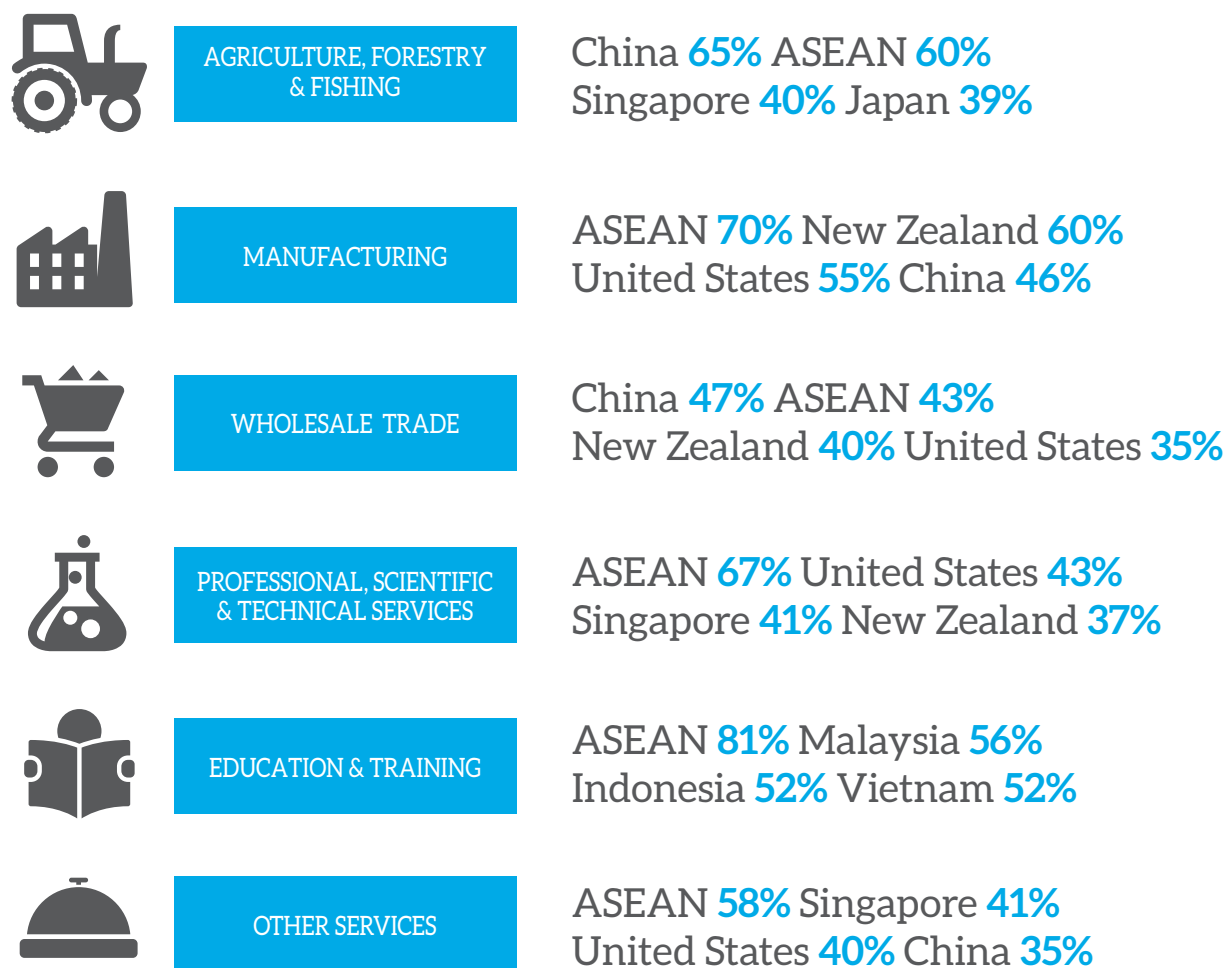 AGRICULTURE, FORESTRY
& FISHING
China 65% ASEAN 60%
Singapore 40% Japan 39%
MANUFACTURING
ASEAN 70% New Zealand 60%
United States 55% China 46%
WHOLESALE TRADE
China 47% ASEAN 43%
New Zealand 40% United States 35%
PROFESSIONAL, SCIENTIFIC
& TECHNICAL SERVICES
ASEAN 67% United States 43%
Singapore 41% New Zealand 37%
EDUCATION & TRAINING
ASEAN 81% Malaysia 56%
Indonesia 52% Vietnam 52%
OTHER SERVICES
ASEAN 58% Singapore 41%
United States 40% China 35%